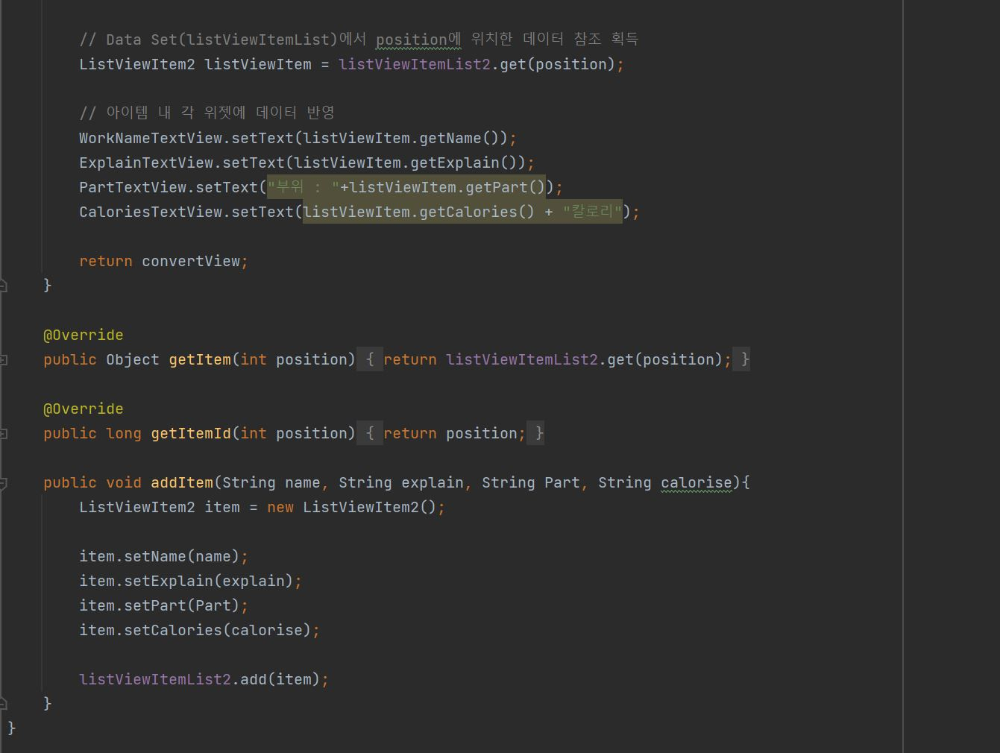 // Data Set(listViewItemList)에서 position에 위치한 데이터 참조 획득
ListViewItem2 listViewItem = listViewItemList2.get(position);
// 아이템 내 각 위젯에 데이터 반영
WorkNameTextView.setText(listViewItem.getName());
ExplainTextView.setText(listViewItem.getExplain());
PartTextView.setText("부위 : "+listViewItem.getPart());
CaloriesTextView.setText(listViewItem.getCalories() + "칼로리");
return convertView;
}
@Override
public Object getItem(int position) { return listViewItemList2.get(position); }
@Override
public long getItemId(int position) { return position; }
public void addItem(String name, String explain, String Part, String calorise){
ListViewItem2 item = new ListViewItem2();
item.setName(name);
item.setExplain(explain);
item.setPart(Part);
item.setCalories(calorise);
listViewItemList2.add(item);
}
}